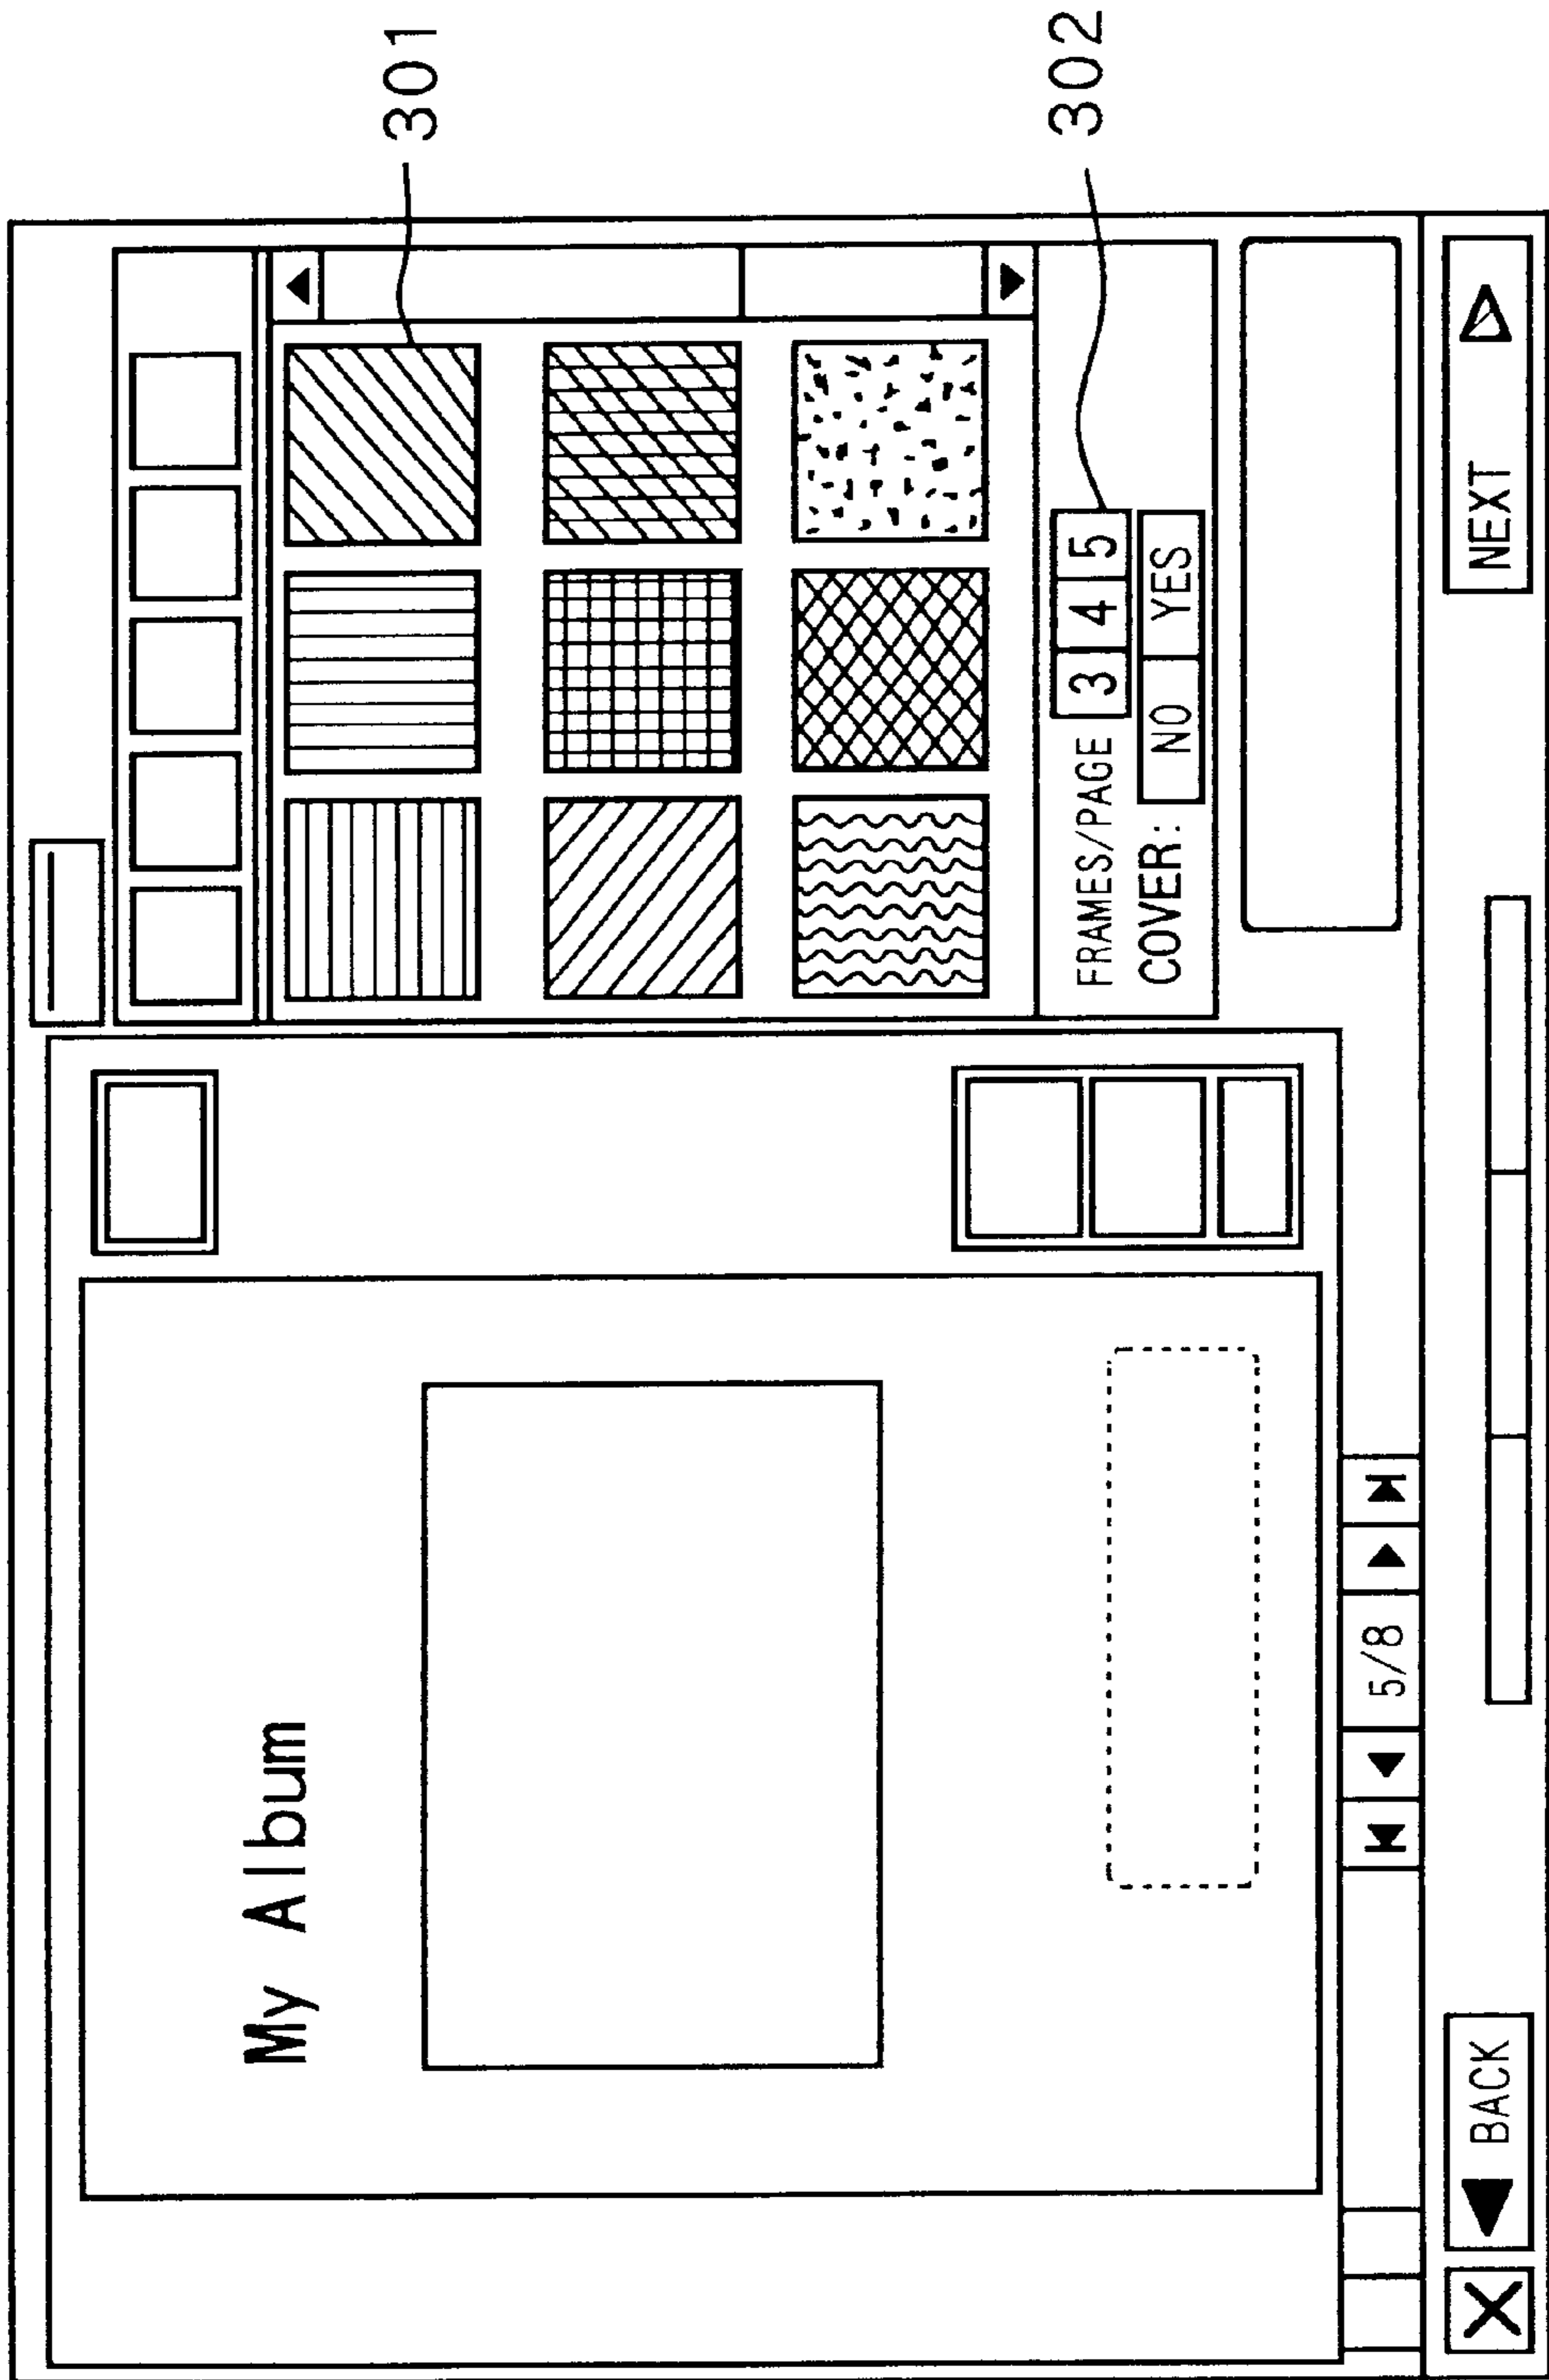 301
My Album
FRAMES/PAGE 3 4 5
302
COVER: NO YES
5/8
X BACK NEXT